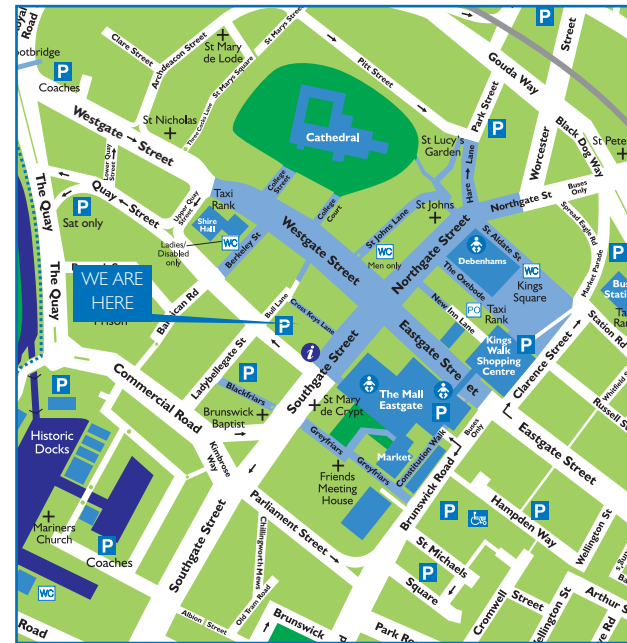 Royal
Road
Footbridge
P
Coaches
Clare Street
Archdeacon Street
St Mary
de Lode
St Marys Street
St Marys Square
Three Cocks Lane
St Nicholas
Pitt Street
Gouda Way
P
Street
Park Street
Worcester
Black Dog Way
St Pete
Cathedral
St Lucy's
Garden
P
Hare Lane
Westgate Street
Lower Quay
Street
The Quay
Quay Street
P
Sat only
Upper Quay
Street
Taxi
Rank
Shire
Hall
WC
Ladies/
Disabled
only
Berkeley St
College
Street
College
Court
St Johns Lane
St Johns
WC
Men only
Northgate St
Buses
Only
Spread Eagle Rd
Market Parade
Westgate Street
Northgate Street
St Aldate St
Debenhams
WC
Kings
Square
The Oxebode
New Inn Lane
PO
Taxi
Rank
Bus
Stati
Ta
R
Station Rd
The Quay
WE ARE
HERE
Prison
Barbican Rd
Bull Lane
Cross Keys Lane
P
i
Eastgate Street
Kings
Walk
Shopping
Centre
P
Clarence Street
Whitfield S
Russell St
Ladybellegate St
P
Blackfriars
Brunswick
Baptist
Southgate Street
St Mary
de Crypt
The Mall
Eastgate
P
Market
Constitution Walk
Buses
Only
Eastgate Street
P
Commercial Road
Historic
Docks
Kimbrose
Way
Greyfriars
Greyfriars
Friends
Meeting
House
Brunswick Road
P
Hampden Way
P
Wellington St
Mariners
Church
P
Coaches
Southgate Street
Parliament Street
Chillingworth Mews
Old Tram Road
St Michaels
Square
P
Cromwell
Street
Wellington St
Arthur S
WC
Road
Albion Street
Brunswick
Park Ro